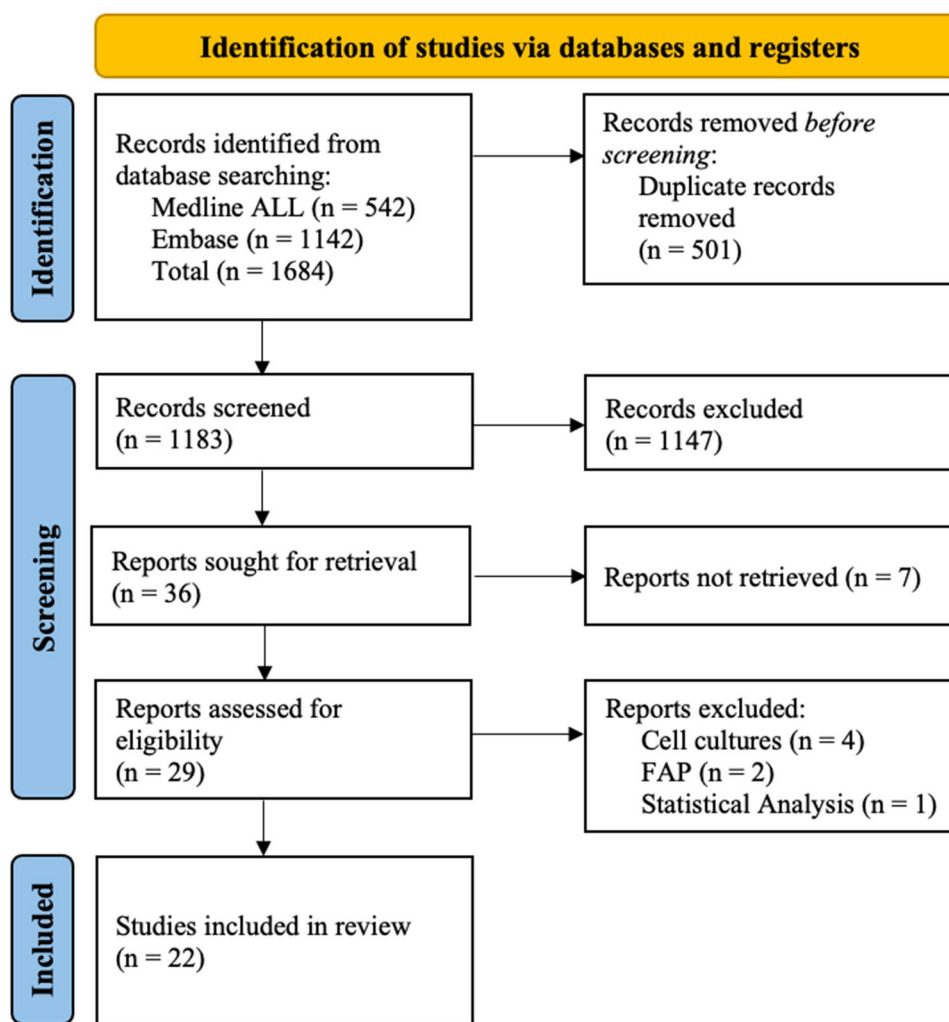 Identification of studies via databases and registers
Identification
Records identified from
database searching:
Medline ALL (n = 542)
Embase (n = 1142)
Total (n = 1684)
Records removed before
screening:
Duplicate records
removed
(n = 501)
Screening
Records screened
(n = 1183)
Records excluded
(n = 1147)
Reports sought for retrieval
(n = 36)
Reports not retrieved (n = 7)
Reports assessed for
eligibility
(n = 29)
Reports excluded:
Cell cultures (n = 4)
FAP (n = 2)
Statistical Analysis (n = 1)
Included
Studies included in review
(n = 22)